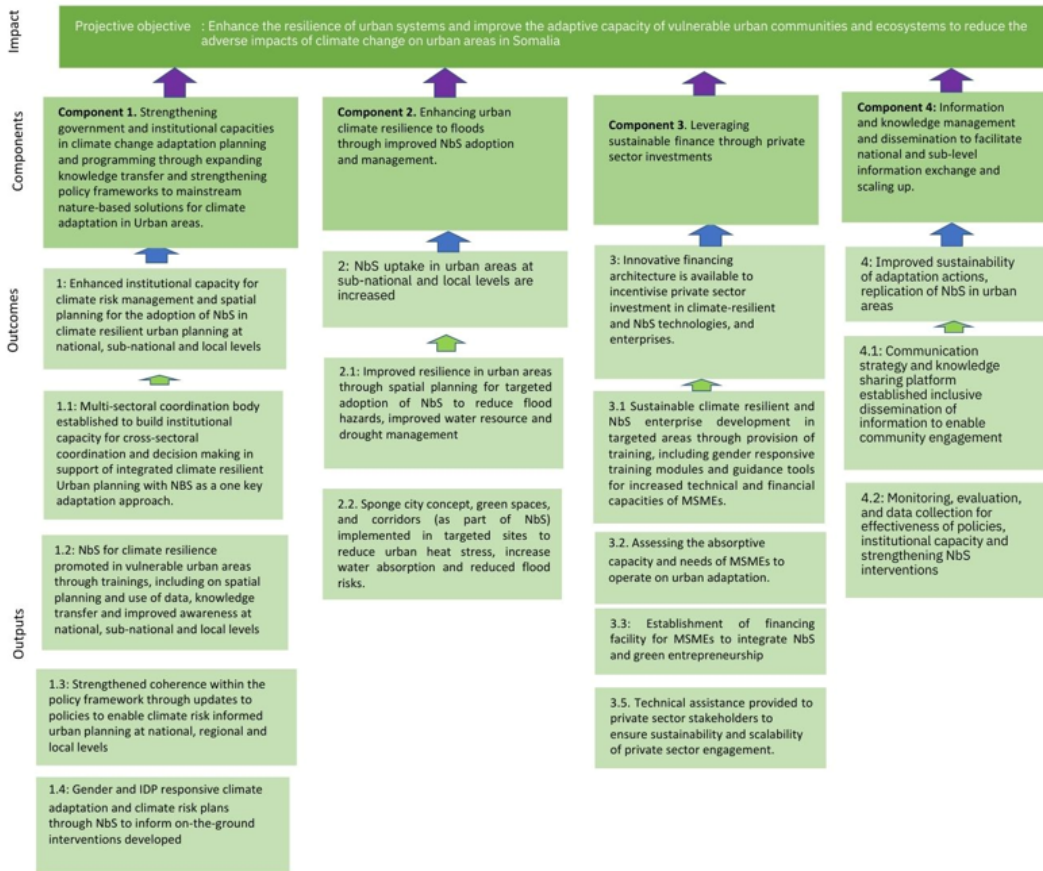 Impact
Projective objective : Enhance the resilience of urban systems and improve the adaptive capacity of vulnerable urban communities and ecosystems to reduce the
adverse impacts of climate change on urban areas in Somalia
Components
Component 1. Strengthening
government and institutional capacities
in climate change adaptation planning
and programming through expanding
knowledge transfer and strengthening
policy frameworks to mainstream
nature-based solutions for climate
adaptation in Urban areas.
Component 2. Enhancing urban
climate resilience to floods
through improved NbS adoption
and management.
Component 3. Leveraging
sustainable finance through private
sector investments
Component 4: Information
and knowledge management
and dissemination to facilitate
national and sub-level
information exchange and
scaling up.
Outcomes
1: Enhanced institutional capacity for
climate risk management and spatial
planning for the adoption of NbS in
climate resilient urban planning at
national, sub-national and local levels
2: NbS uptake in urban areas at
sub-national and local levels are
increased
3: Innovative financing
architecture is available to
incentivise private sector
investment in climate-resilient
and NbS technologies, and
enterprises.
4: Improved sustainability
of adaptation actions,
replication of NbS in urban
areas
Outputs
1.1: Multi-sectoral coordination body
established to build institutional
capacity for cross-sectoral
coordination and decision making in
support of integrated climate resilient
Urban planning with NBS as a one key
adaptation approach.
1.2: NbS for climate resilience
promoted in vulnerable urban areas
through trainings, including on spatial
planning and use of data, knowledge
transfer and improved awareness at
national, sub-national and local levels
1.3: Strengthened coherence within the
policy framework through updates to
policies to enable climate risk informed
urban planning at national, regional and
local levels
1.4: Gender and IDP responsive climate
adaptation and climate risk plans
through NbS to inform on-the-ground
interventions developed
2.1: Improved resilience in urban areas
through spatial planning for targeted
adoption of NbS to reduce flood
hazards, improved water resource and
drought management
2.2. Sponge city concept, green spaces,
and corridors (as part of NbS)
implemented in targeted sites to
reduce urban heat stress, increase
water absorption and reduced flood
risks.
3.1 Sustainable climate resilient and
NbS enterprise development in
targeted areas through provision of
training, including gender responsive
training modules and guidance tools
for increased technical and financial
capacities of MSMEs.
3.2. Assessing the absorptive
capacity and needs of MSMEs to
operate on urban adaptation.
3.3: Establishment of financing
facility for MSMEs to integrate NbS
and green entrepreneurship
3.5. Technical assistance provided to
private sector stakeholders to
ensure sustainability and scalability
of private sector engagement.
4.1: Communication
strategy and knowledge
sharing platform
established inclusive
dissemination of
information to enable
community engagement
4.2: Monitoring, evaluation,
and data collection for
effectiveness of policies,
institutional capacity and
strengthening NbS
interventions